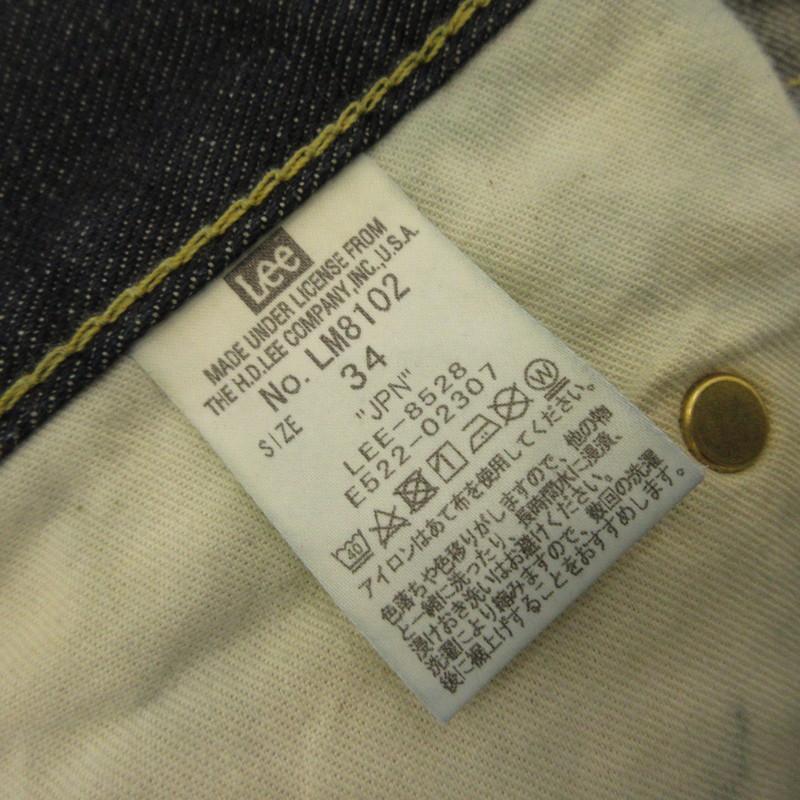 Lee
MADE UNDER LICENSE FROM
THE H.D.LEE COMPANY,INC.,U.S.A.
No. LM8102
SIZE 34
"JPN"
LEE-8528
E522-02307
40 W
アイロンはあて布を使用してください。
色落ちや色移りがしますので、他の物
と一緒に洗ったり、長時間水に浸漬、
浸けおき洗いはお避けください。
洗濯により縮みますので、数回の洗濯
後に裾上げすることをおすすめします。